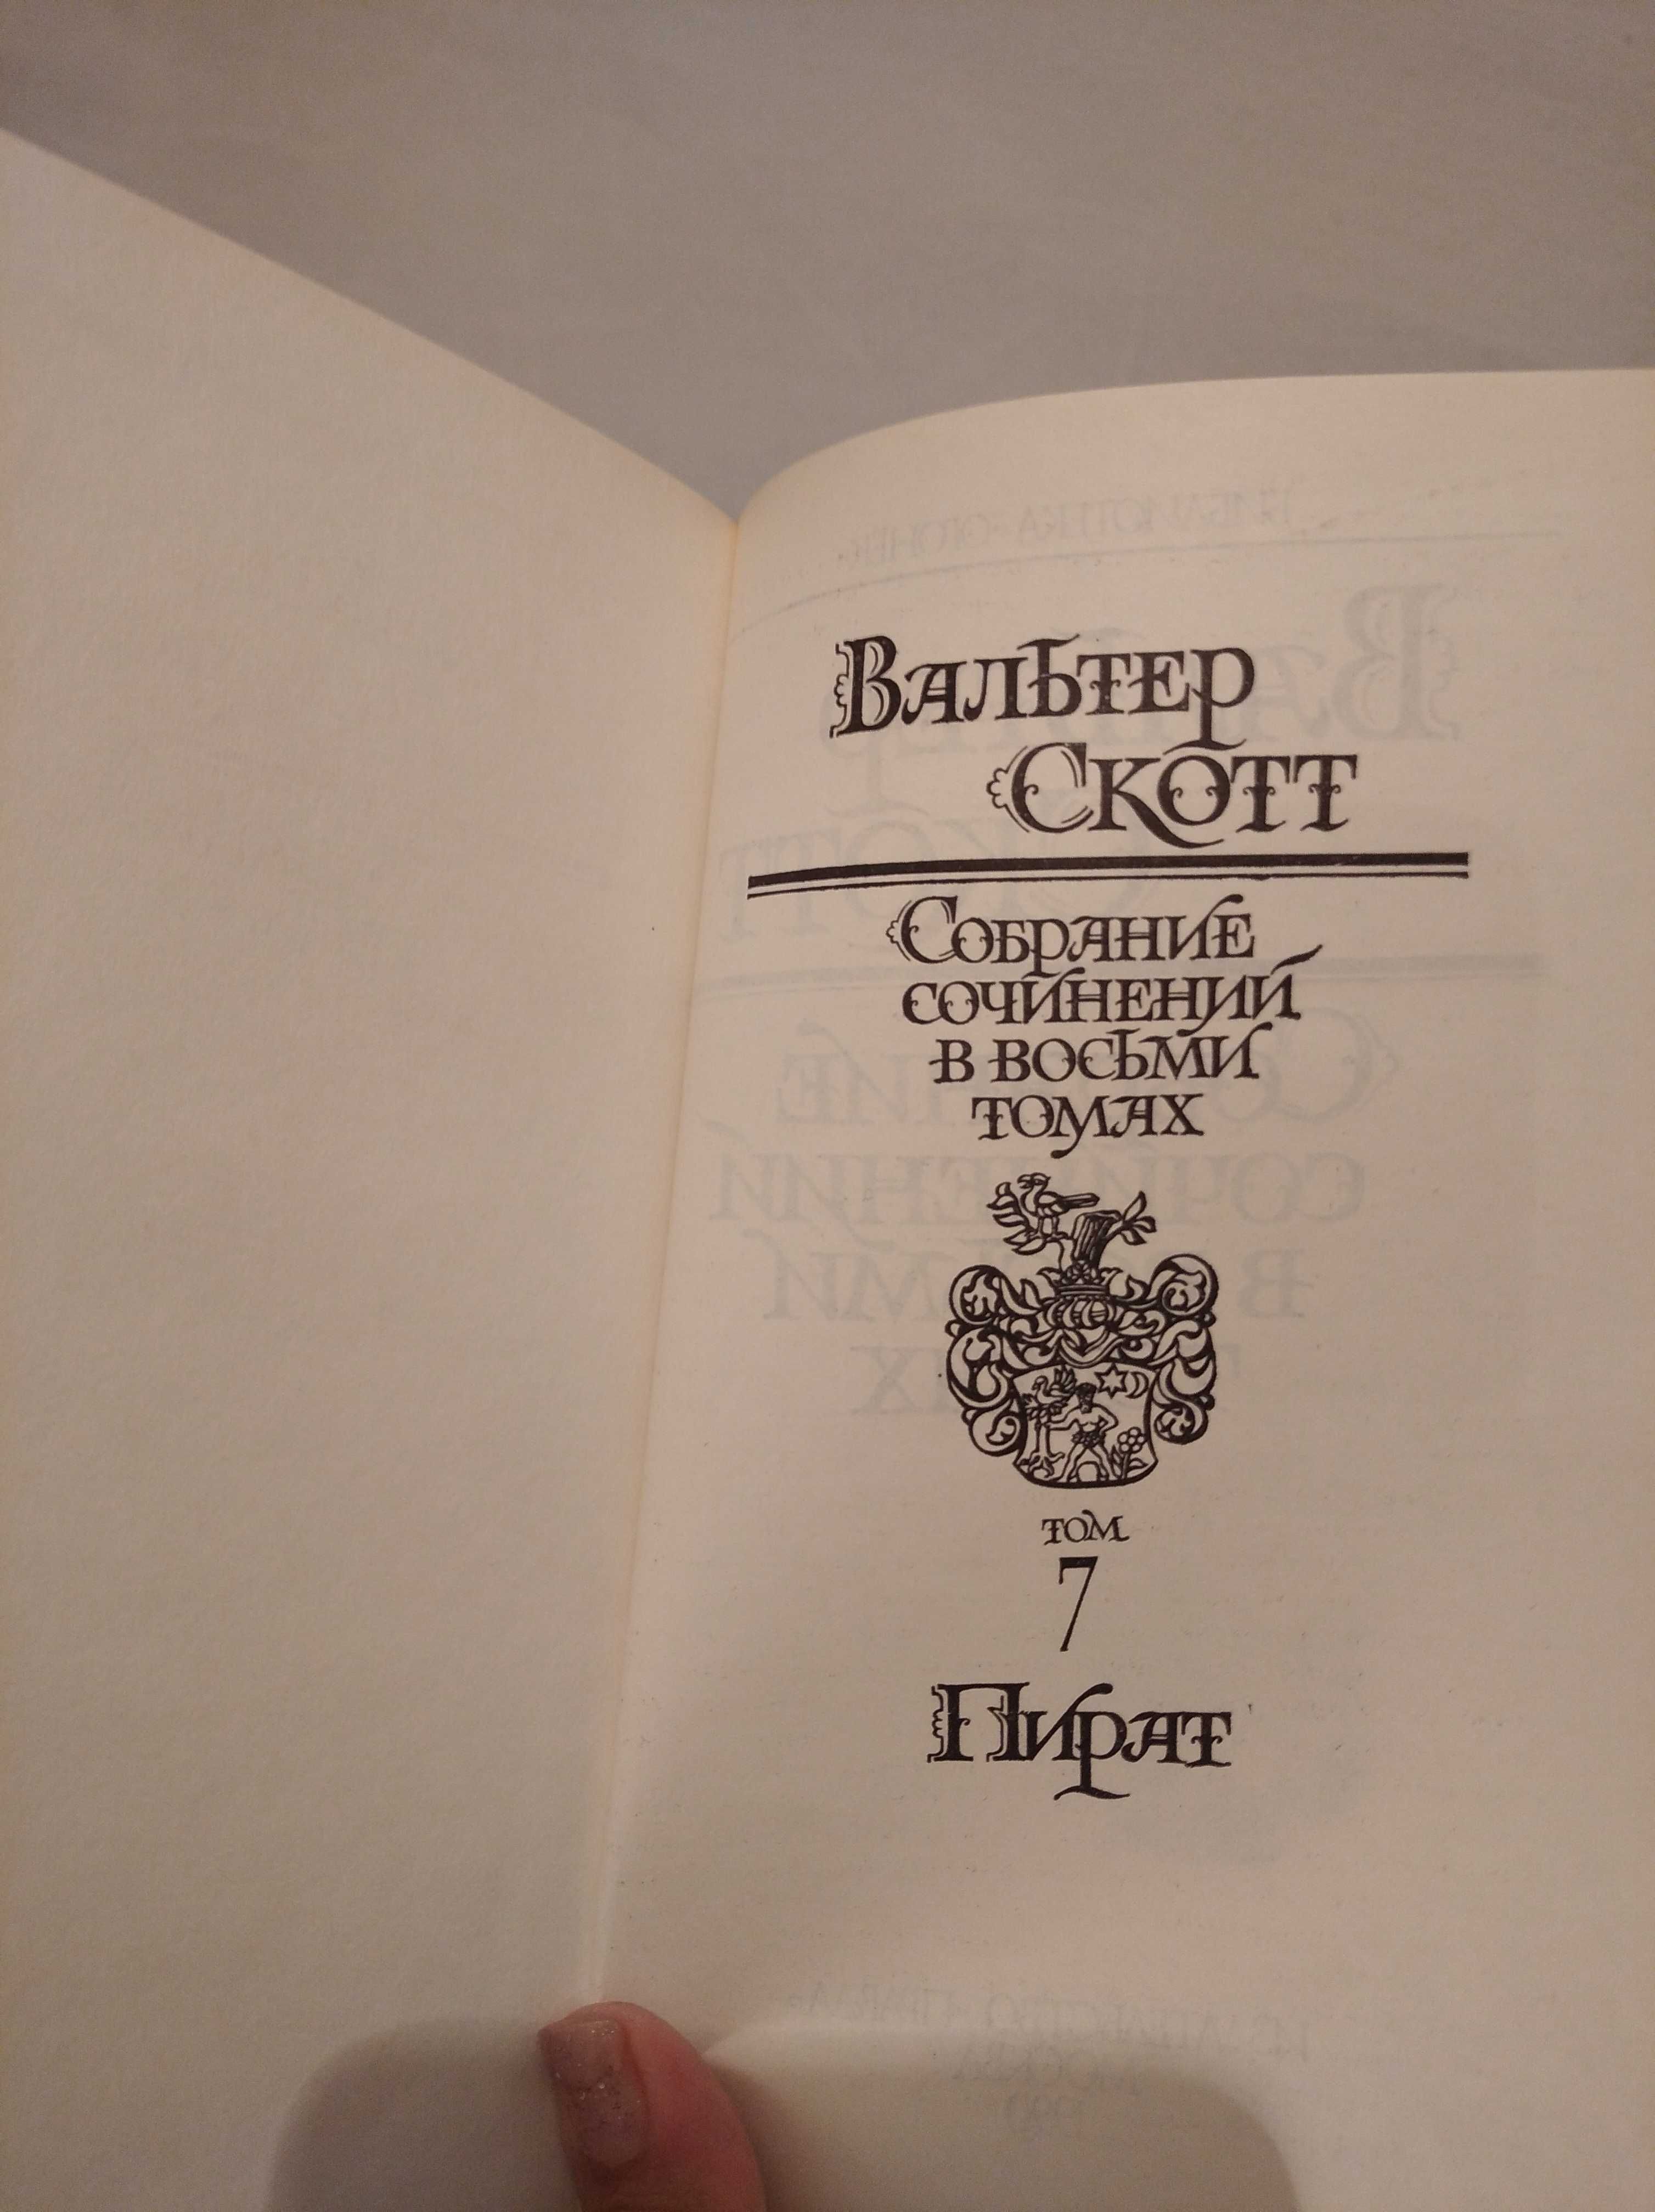 Вальтер
Скотт
Собрание
сочинений
в восьми
томах
том
7
Пират